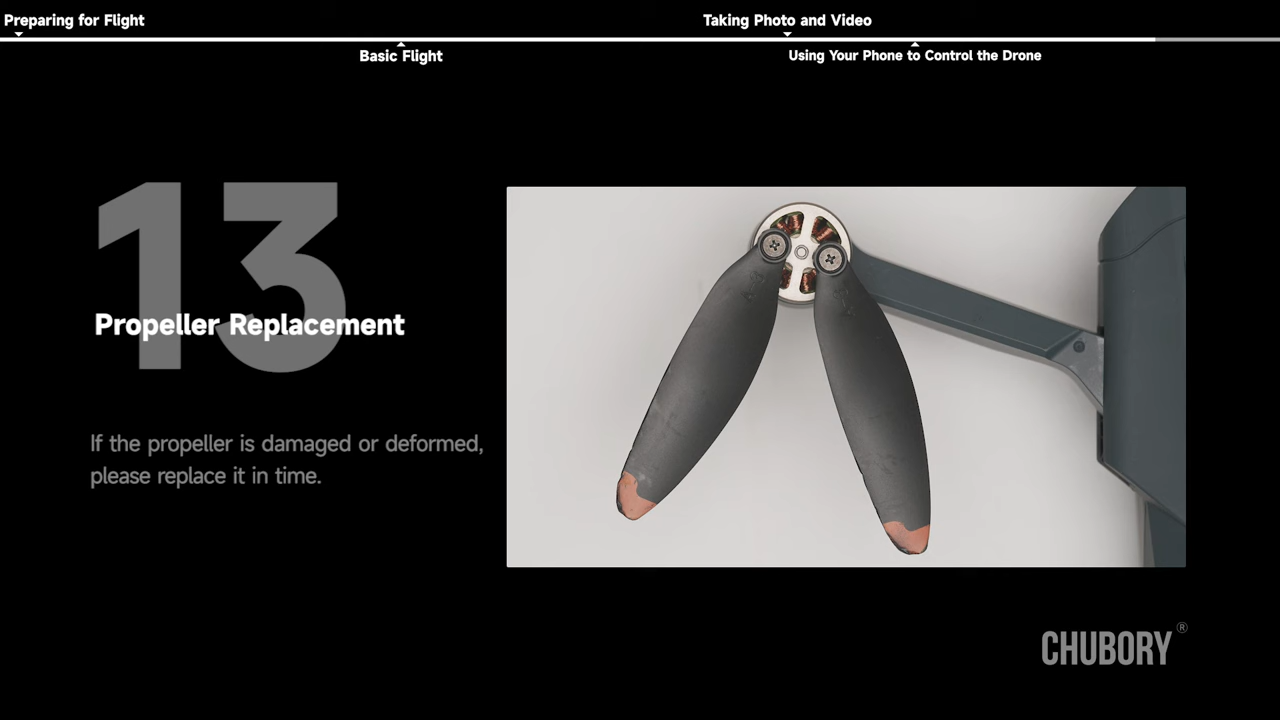 Preparing for Flight
Taking Photo and Video
Basic Flight
Using Your Phone to Control the Drone
13
Propeller Replacement
If the propeller is damaged or deformed,
please replace it in time.
CHUBORY®